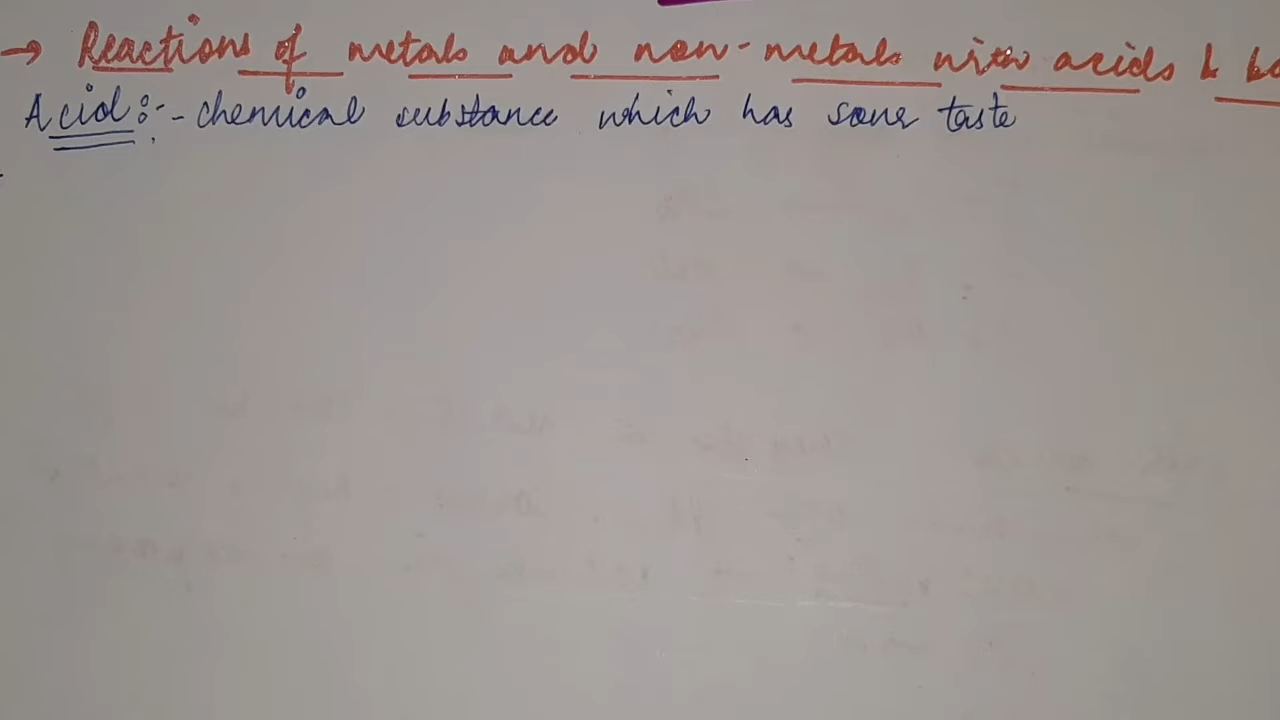 → Reactions of metals and non-metals with acids &
Acid:- - chemical substance which has sour taste